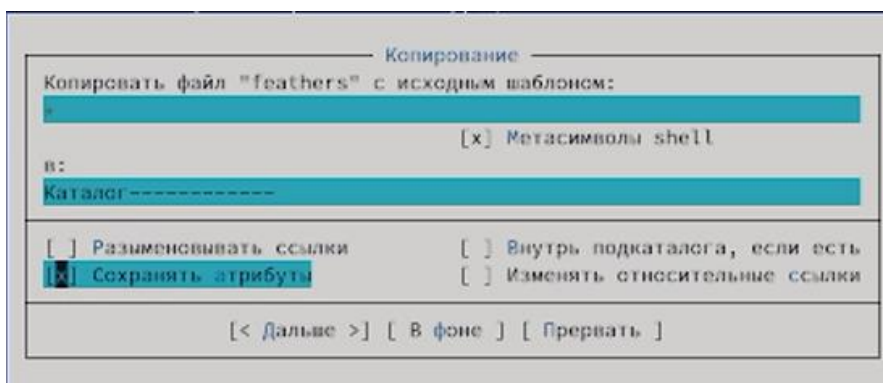 Копирование
Копировать файл "feathers" с исходным шаблоном:
*
[x] Метасимволы shell
в:
Каталог------------
[ ] Разыменовывать ссылки
[ ] Внутрь подкаталога, если есть
[x] Сохранять атрибуты
[ ] Изменять относительные ссылки
[< Дальше >] [ В фоне ] [ Прервать ]